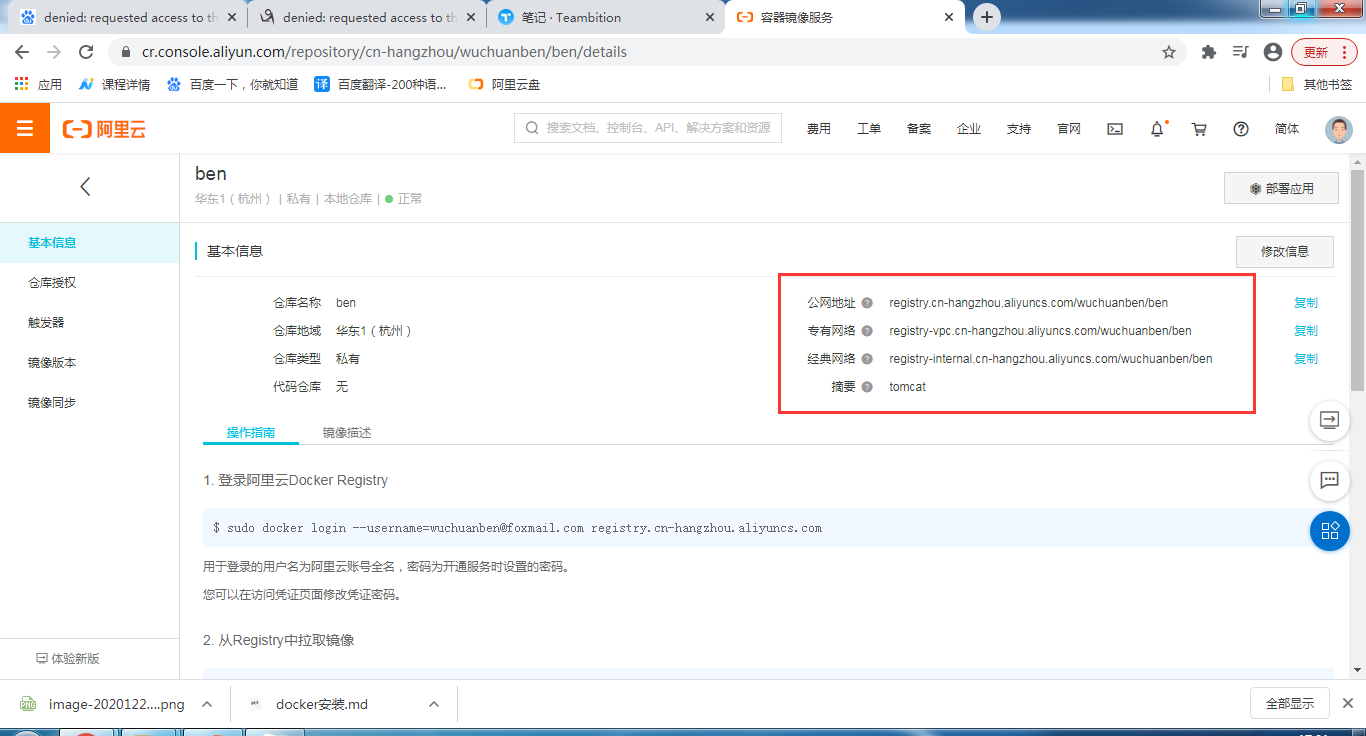 denied: requested access to th
denied: requested access to th
笔记 · Teambition
容器镜像服务
cr.console.aliyun.com/repository/cn-hangzhou/wuchuanben/ben/details
更新
应用
课程详情
百度一下，你就知道
译
百度翻译-200种语...
阿里云盘
其他书签
阿里云
搜索文档、控制台、API、解决方案和资源
费用
工单
备案
企业
支持
官网
简体
ben
华东1（杭州） | 私有 | 本地仓库 | 正常
部署应用
基本信息
仓库授权
触发器
镜像版本
镜像同步
体验新版
基本信息
修改信息
仓库名称 ben
仓库地域 华东1（杭州）
仓库类型 私有
代码仓库 无
公网地址 registry.cn-hangzhou.aliyuncs.com/wuchuanben/ben 复制
专有网络 registry-vpc.cn-hangzhou.aliyuncs.com/wuchuanben/ben 复制
经典网络 registry-internal.cn-hangzhou.aliyuncs.com/wuchuanben/ben 复制
摘要 tomcat
操作指南
镜像描述
1. 登录阿里云Docker Registry
$ sudo docker login --username=wuchuanben@foxmail.com registry.cn-hangzhou.aliyuncs.com
用于登录的用户名为阿里云账号全名，密码为开通服务时设置的密码。
您可以在访问凭证页面修改凭证密码。
2. 从Registry中拉取镜像
image-2020122....png
docker安装.md
全部显示